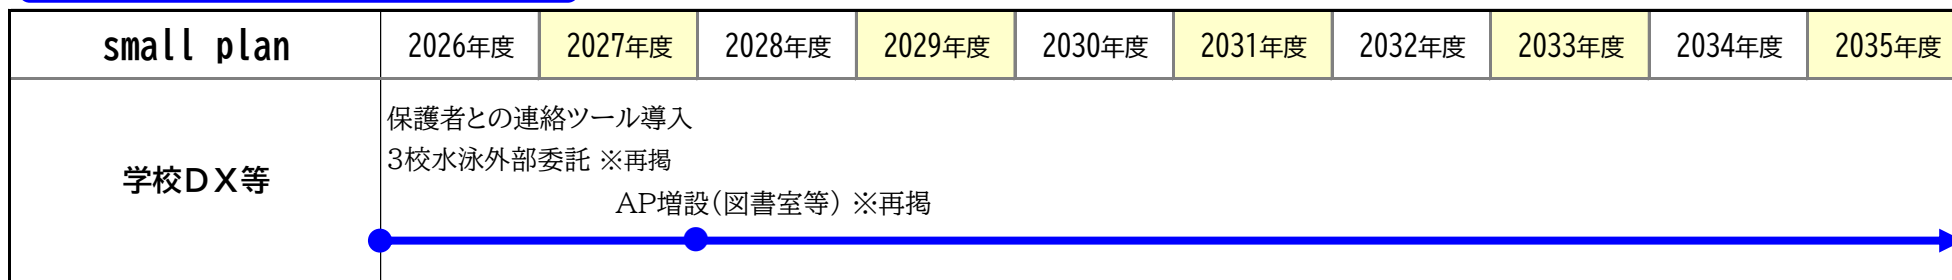 small plan 2026年度 2027年度 2028年度 2029年度 2030年度 2031年度 2032年度 2033年度 2034年度 2035年度
保護者との連絡ツール導入
3校水泳外部委託 ※再掲
学校DX等
AP増設(図書室等) ※再掲